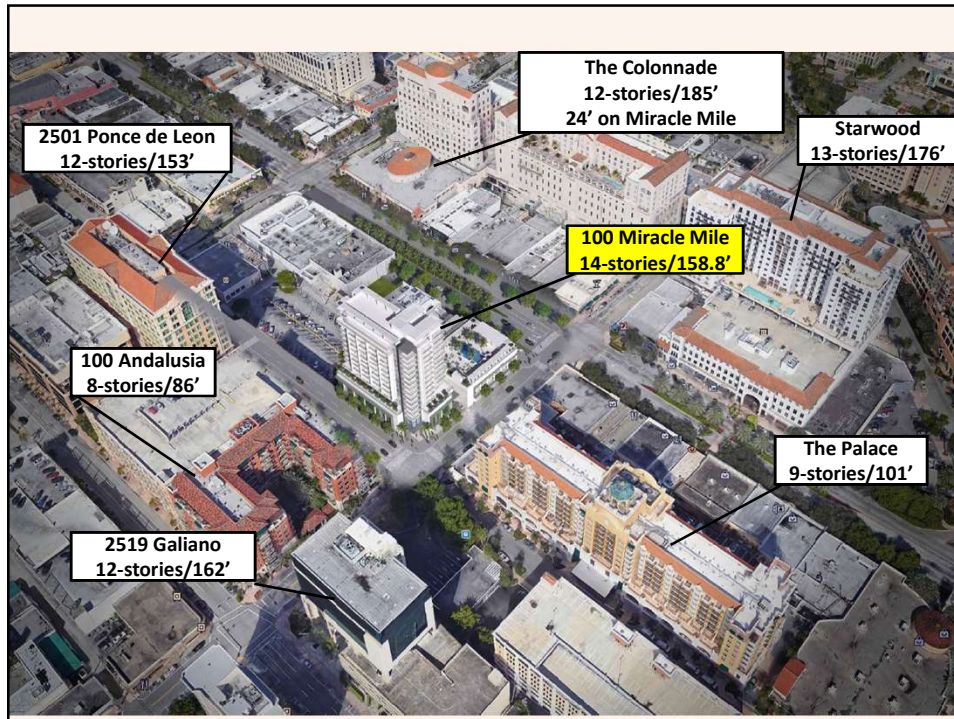 The Colonnade
12-stories/185’
24’ on Miracle Mile
2501 Ponce de Leon
12-stories/153’
Starwood
13-stories/176’
100 Miracle Mile
14-stories/158.8’
100 Andalusia
8-stories/86’
The Palace
9-stories/101’
2519 Galiano
12-stories/162’